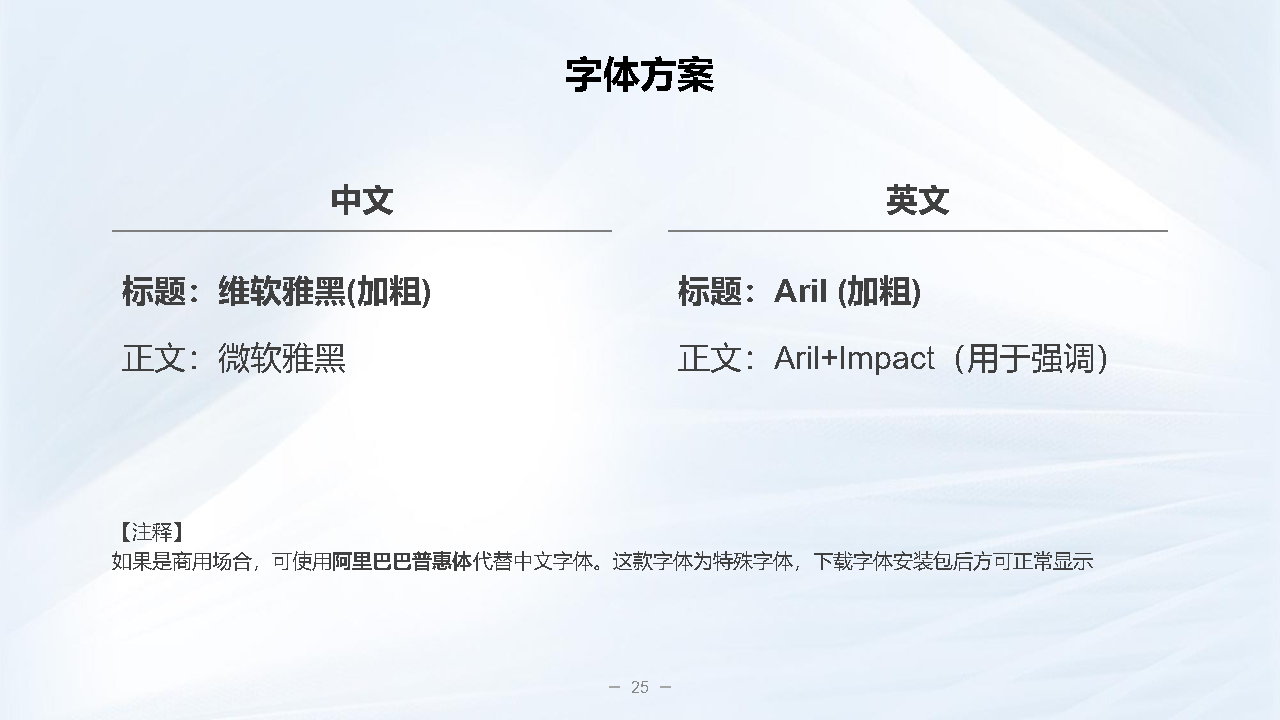 字体方案
中文
标题：维软雅黑(加粗)
正文：微软雅黑
英文
标题：Aril (加粗)
正文：Aril+Impact（用于强调）
【注释】
如果是商用场合，可使用阿里巴巴普惠体代替中文字体。这款字体为特殊字体，下载字体安装包后方可正常显示
— 25 —